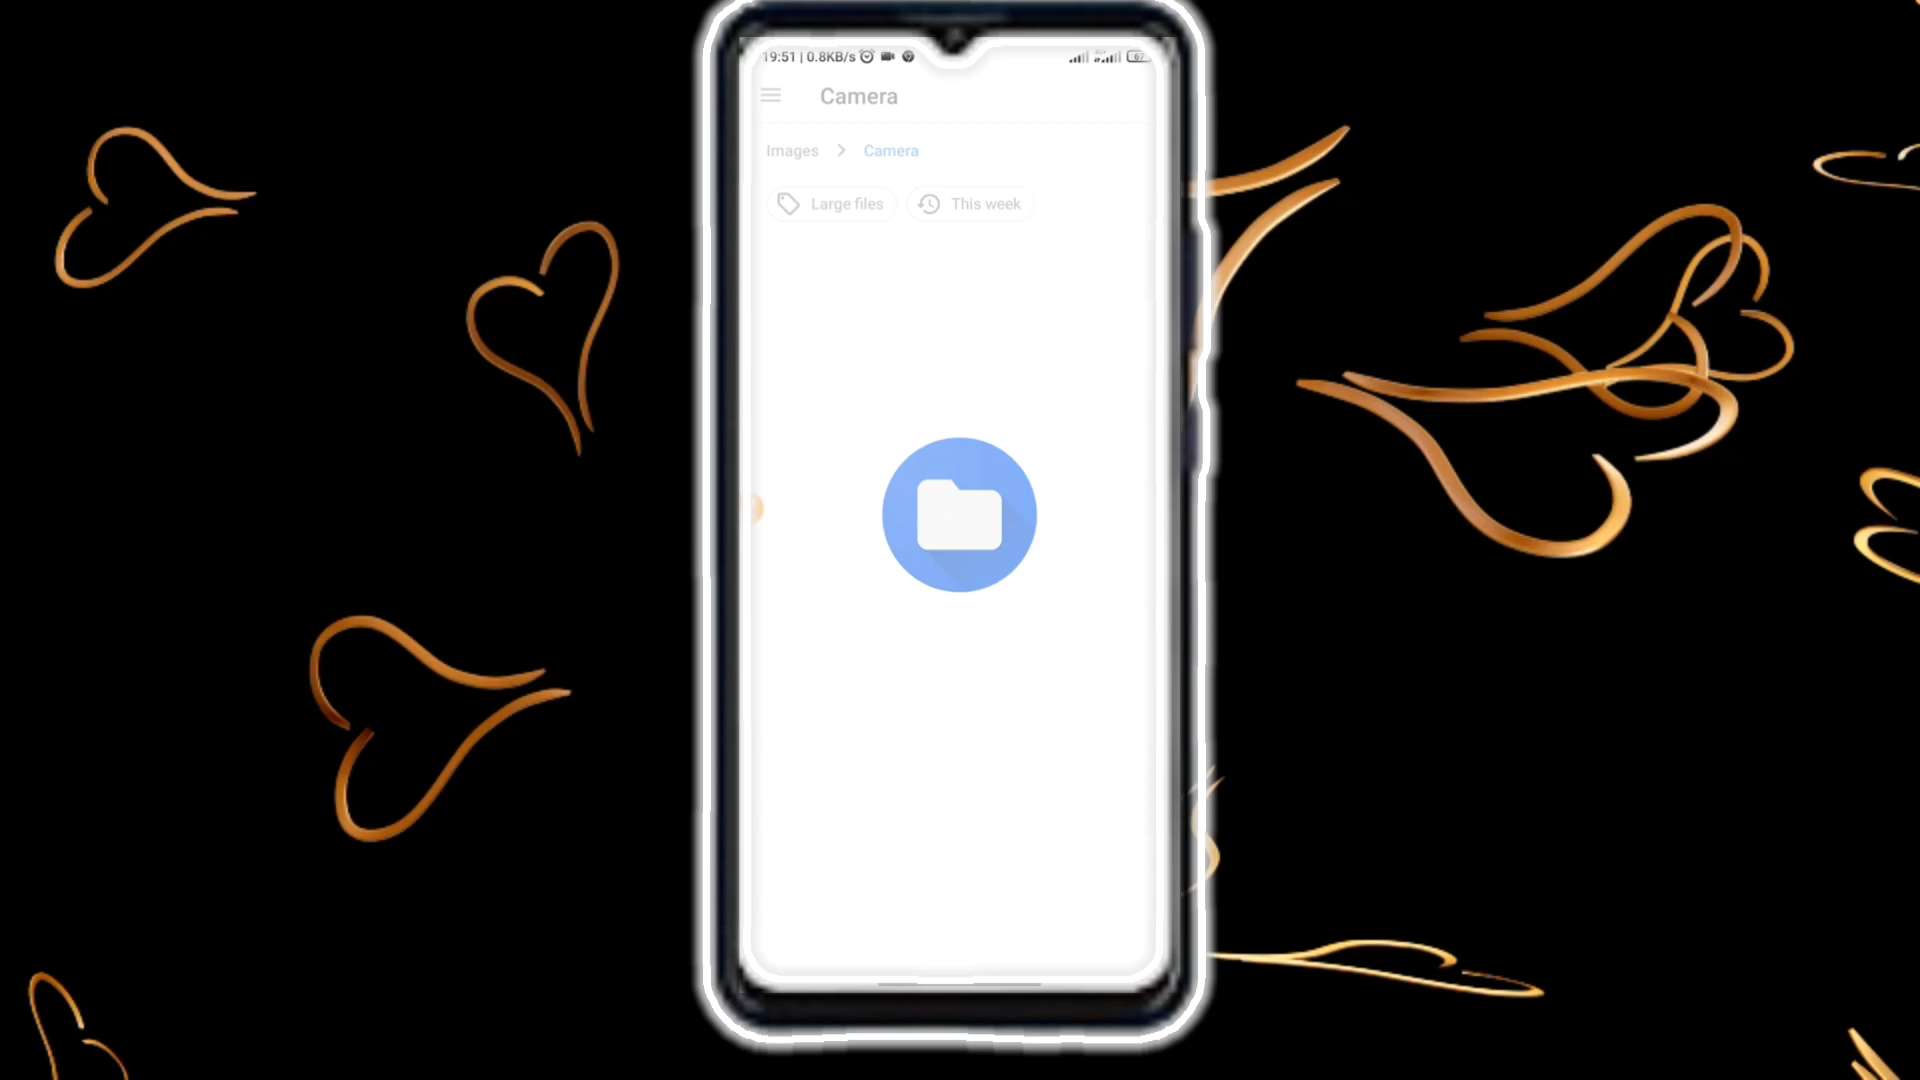 19:51 | 0.8KB/s
Camera
Images > Camera
Large files
This week